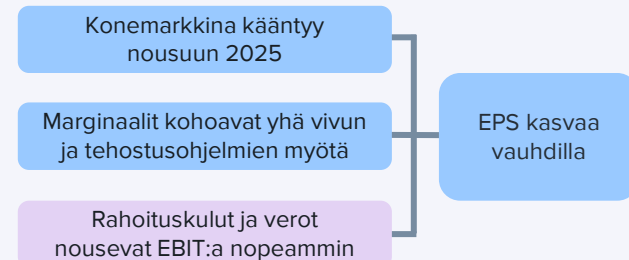 Konemarkkina kääntyy
nousuun 2025
Marginaalit kohoavat yhä vivun
ja tehostusohjelmien myötä
EPS kasvaa
vauhdilla
Rahoituskulut ja verot
nousevat EBIT:a nopeammin